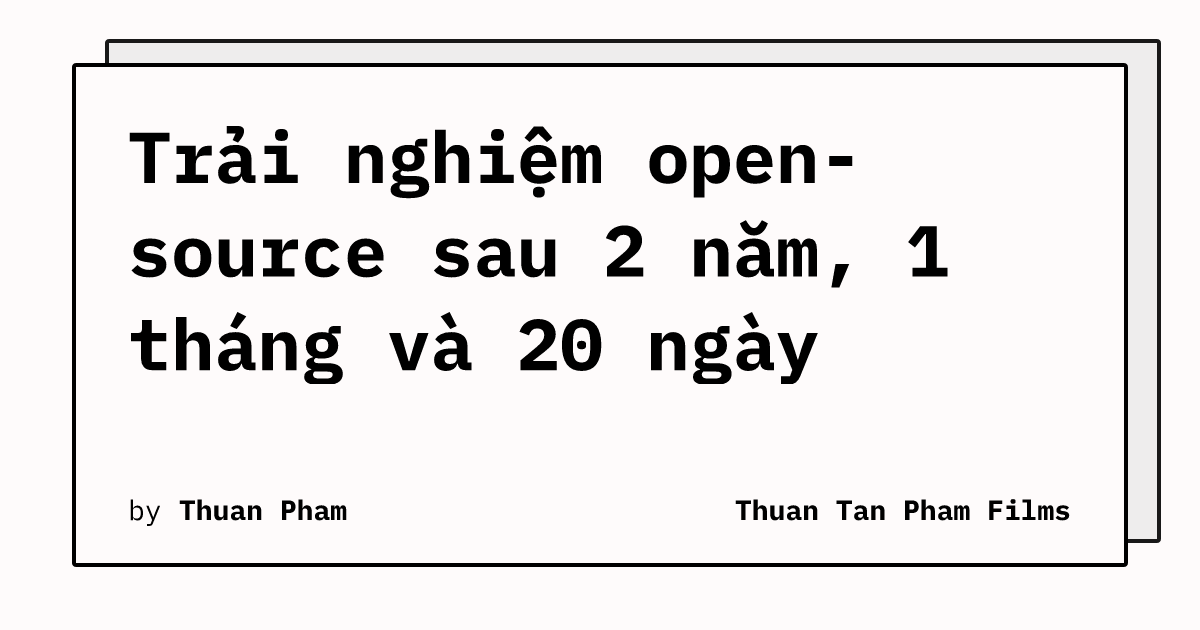 Trải nghiệm open-
source sau 2 năm, 1
tháng và 20 ngày
by Thuan Pham
Thuan Tan Pham Films